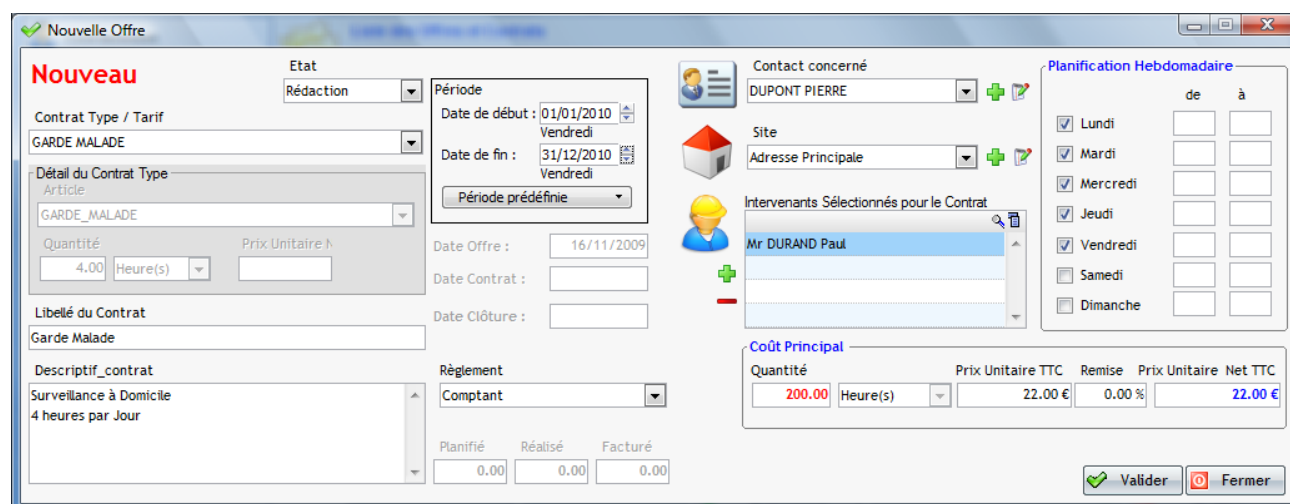 Nouvelle Offre
Nouveau
Etat
Rédaction
Contrat Type / Tarif
GARDE MALADE
Détail du Contrat Type
Article
GARDE_MALADE
Quantité
Prix Unitaire N
4.00 Heure(s)
Libellé du Contrat
Garde Malade
Descriptif_contrat
Surveillance à Domicile
4 heures par Jour
Période
Date de début : 01/01/2010
Vendredi
Date de fin : 31/12/2010
Vendredi
Période prédéfinie
Date Offre : 16/11/2009
Date Contrat :
Date Clôture :
Règlement
Comptant
Planifié Réalisé Facturé
0.00 0.00 0.00
Contact concerné
DUPONT PIERRE
Site
Adresse Principale
Intervenants Sélectionnés pour le Contrat
Mr DURAND Paul
Planification Hebdomadaire
de à
Lundi
Mardi
Mercredi
Jeudi
Vendredi
Samedi
Dimanche
Coût Principal
Quantité Prix Unitaire TTC Remise Prix Unitaire Net TTC
200.00 Heure(s) 22.00 € 0.00 % 22.00 €
Valider Fermer